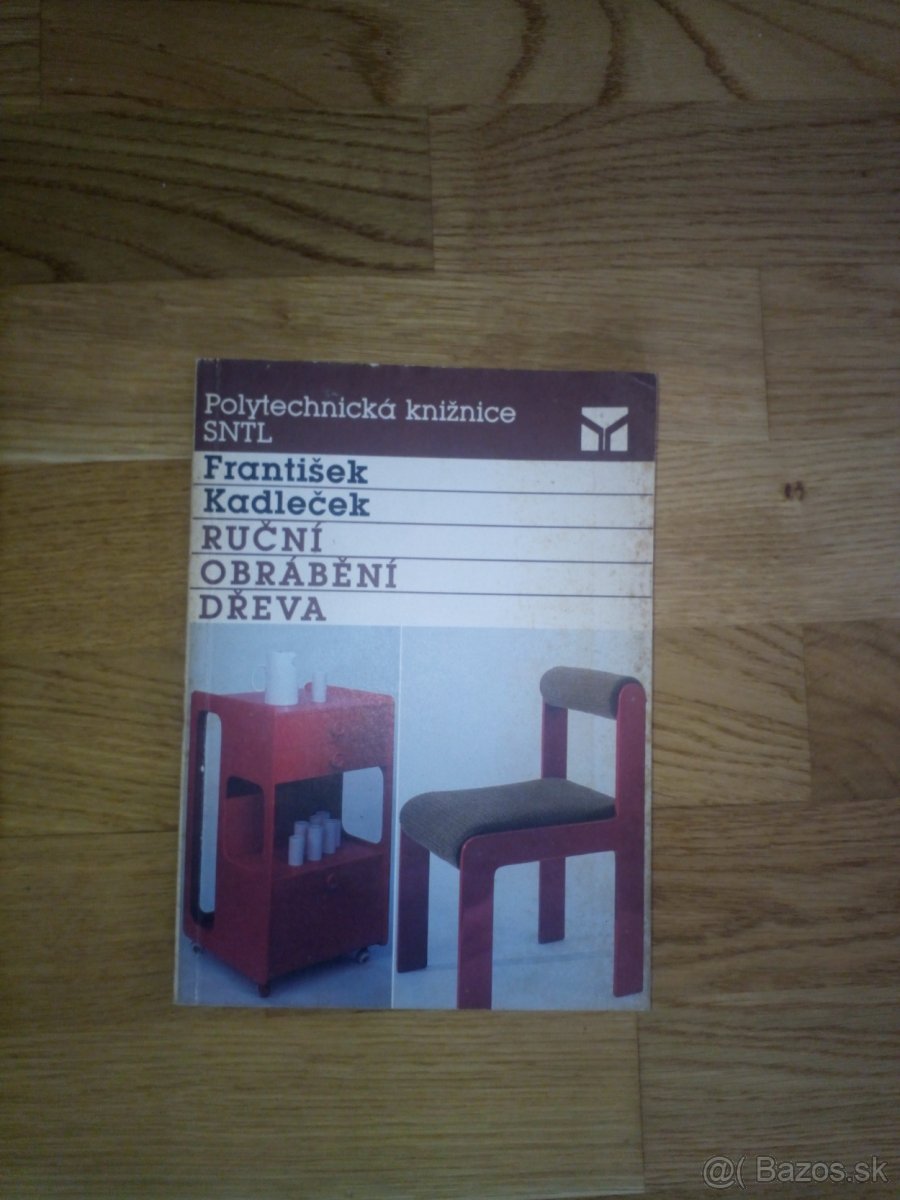 Polytechnická knižnice
SNTL
František
Kadleček
RUČNÍ
OBRÁBĚNÍ
DŘEVA
@( Bazos.sk